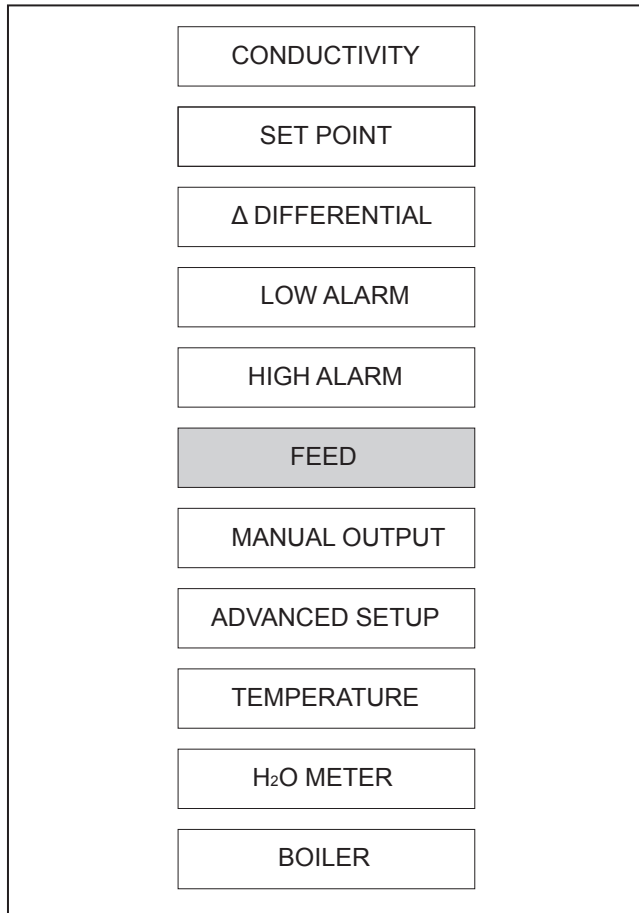 CONDUCTIVITY
SET POINT
Δ DIFFERENTIAL
LOW ALARM
HIGH ALARM
FEED
MANUAL OUTPUT
ADVANCED SETUP
TEMPERATURE
H₂O METER
BOILER